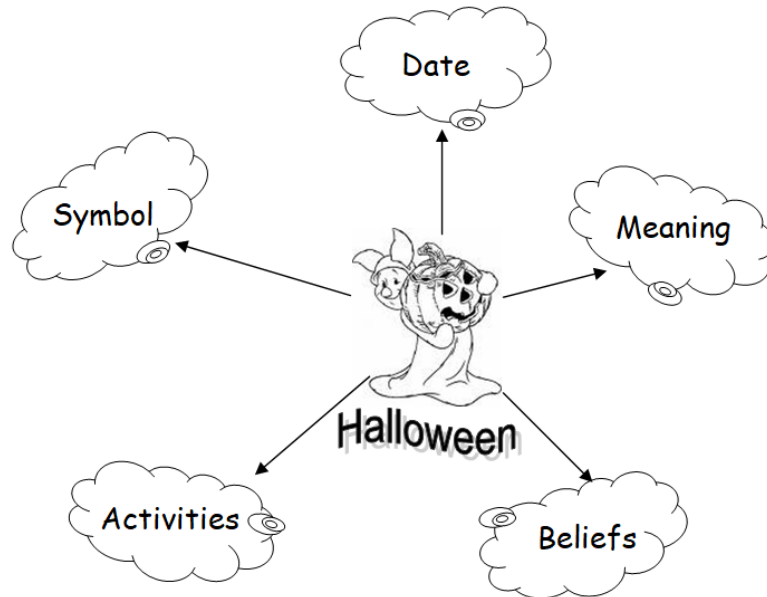 Date
Symbol
Meaning
Halloween
Activities
Beliefs